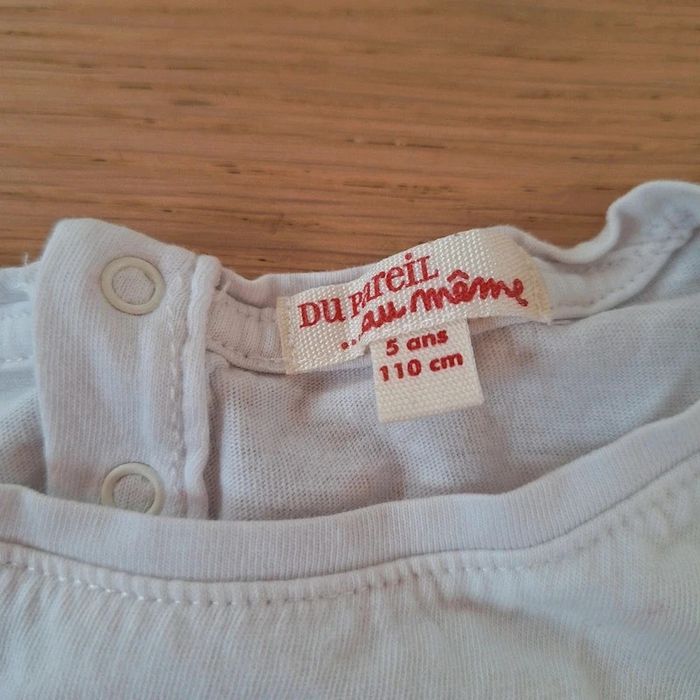 DU PAREIL
...au même
5 ans
110 cm